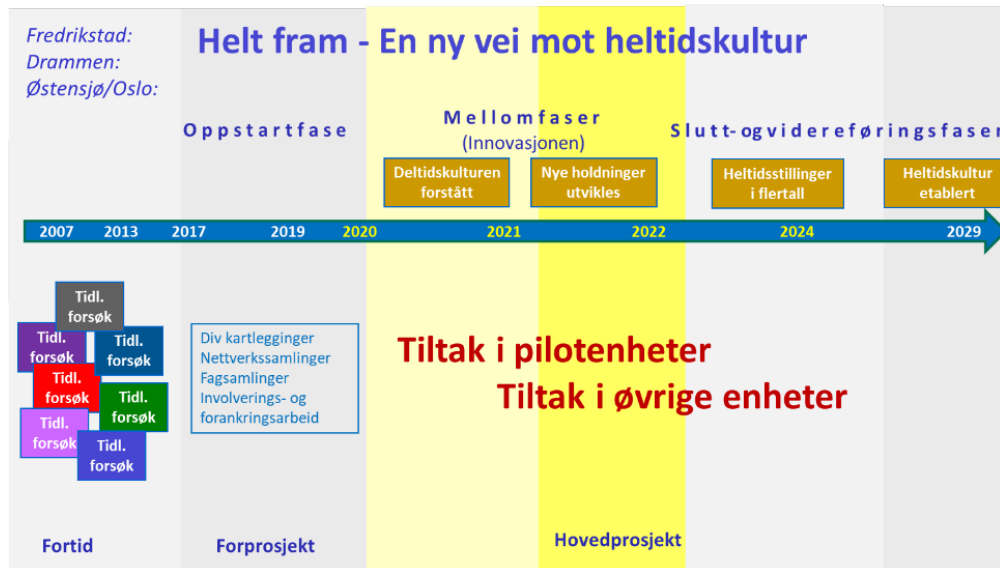 Fredrikstad:
Drammen:
Østensjø/Oslo:
Helt fram - En ny vei mot heltidskultur
Oppstartfase
Mellomfaser
(Innovasjonen)
Slutt- og videreføringsfaser
Deltidskulturen
forstått
Nye holdninger
utvikles
Heltidsstillinger
i flertall
Heltidskultur
etablert
2007 2013 2017 2019 2020 2021 2022 2024 2029
Tidl.
forsøk
Tidl.
forsøk
Tidl.
forsøk
Tidl.
forsøk
Tidl.
forsøk
Tidl.
forsøk
Tidl.
forsøk
Div kartlegginger
Nettverkssamlinger
Fagsamlinger
Involverings- og
forankringsarbeid
Tiltak i pilotenheter
Tiltak i øvrige enheter
Fortid
Forprosjekt
Hovedprosjekt